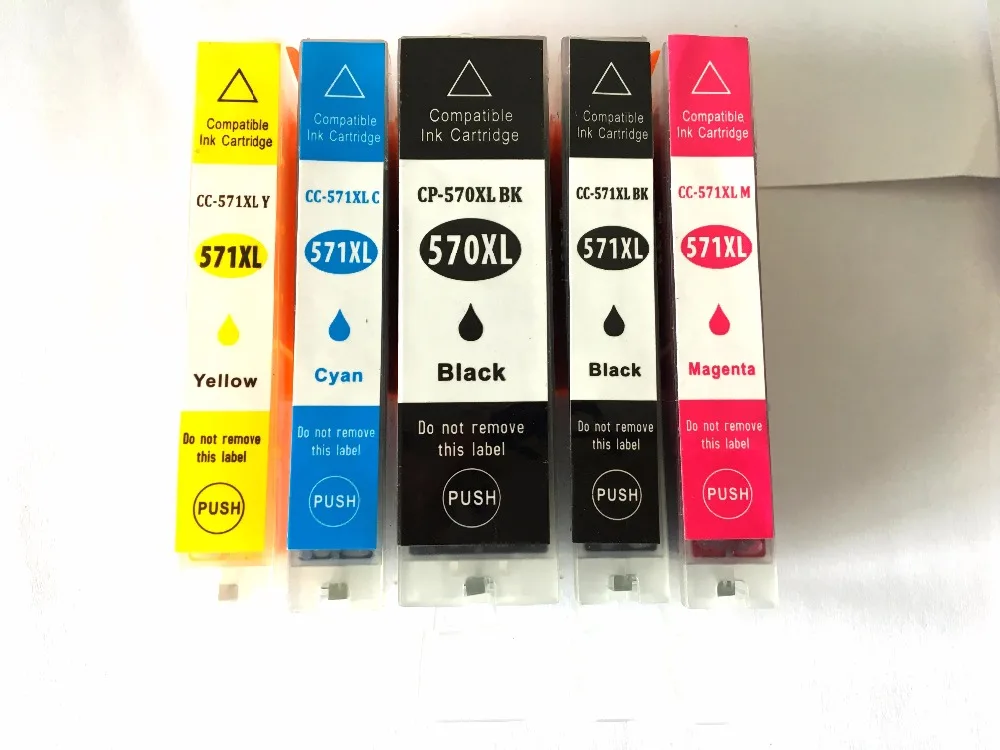 Compatible
Ink Cartridge
CC-571XL Y
571XL
Yellow
Do not remove
this label
PUSH
Compatible
Ink Cartridge
CC-571XL C
571XL
Cyan
Do not remove
this label
PUSH
Compatible
Ink Cartridge
CP-570XL BK
570XL
Black
Do not remove
this label
PUSH
Compatible
Ink Cartridge
CC-571XL BK
571XL
Black
Do not remove
this label
PUSH
Compatible
Ink Cartridge
CC-571XL M
571XL
Magenta
Do not remove
this label
PUSH